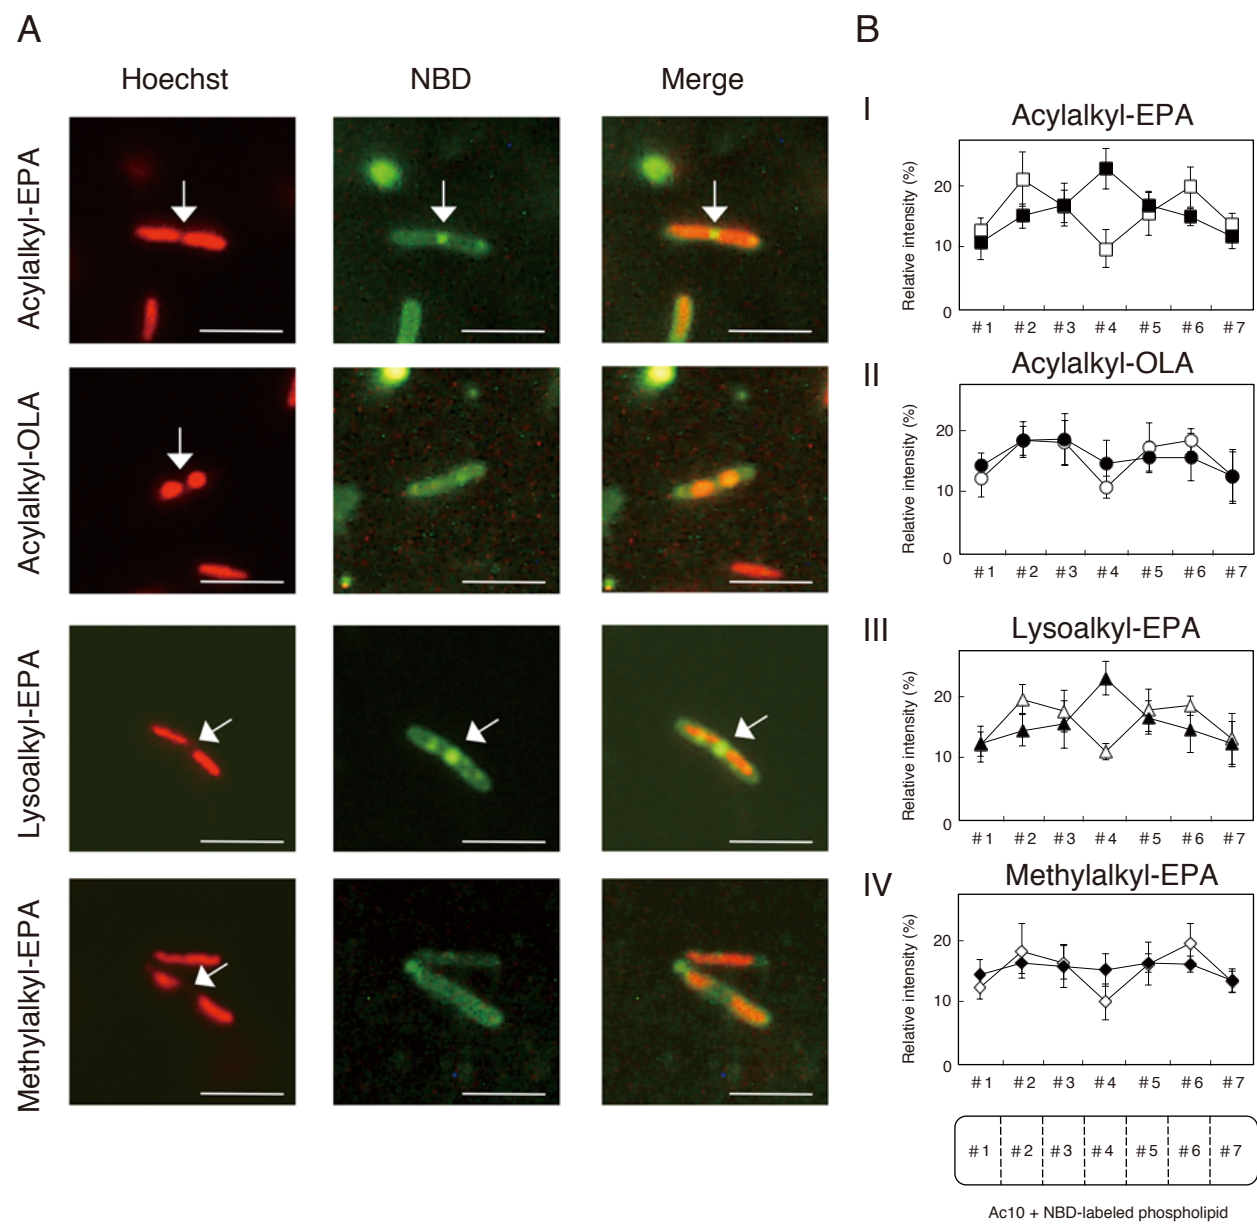 A
B
Hoechst
NBD
Merge
Acylalkyl-EPA
Acylalkyl-OLA
Lysoalkyl-EPA
Methylalkyl-EPA
I
Acylalkyl-EPA
Relative intensity (%)
20
10
0
#1 #2 #3 #4 #5 #6 #7
II
Acylalkyl-OLA
Relative intensity (%)
20
10
0
#1 #2 #3 #4 #5 #6 #7
III
Lysoalkyl-EPA
Relative intensity (%)
20
10
0
#1 #2 #3 #4 #5 #6 #7
IV
Methylalkyl-EPA
Relative intensity (%)
20
10
0
#1 #2 #3 #4 #5 #6 #7
#1 #2 #3 #4 #5 #6 #7
Ac10 + NBD-labeled phospholipid